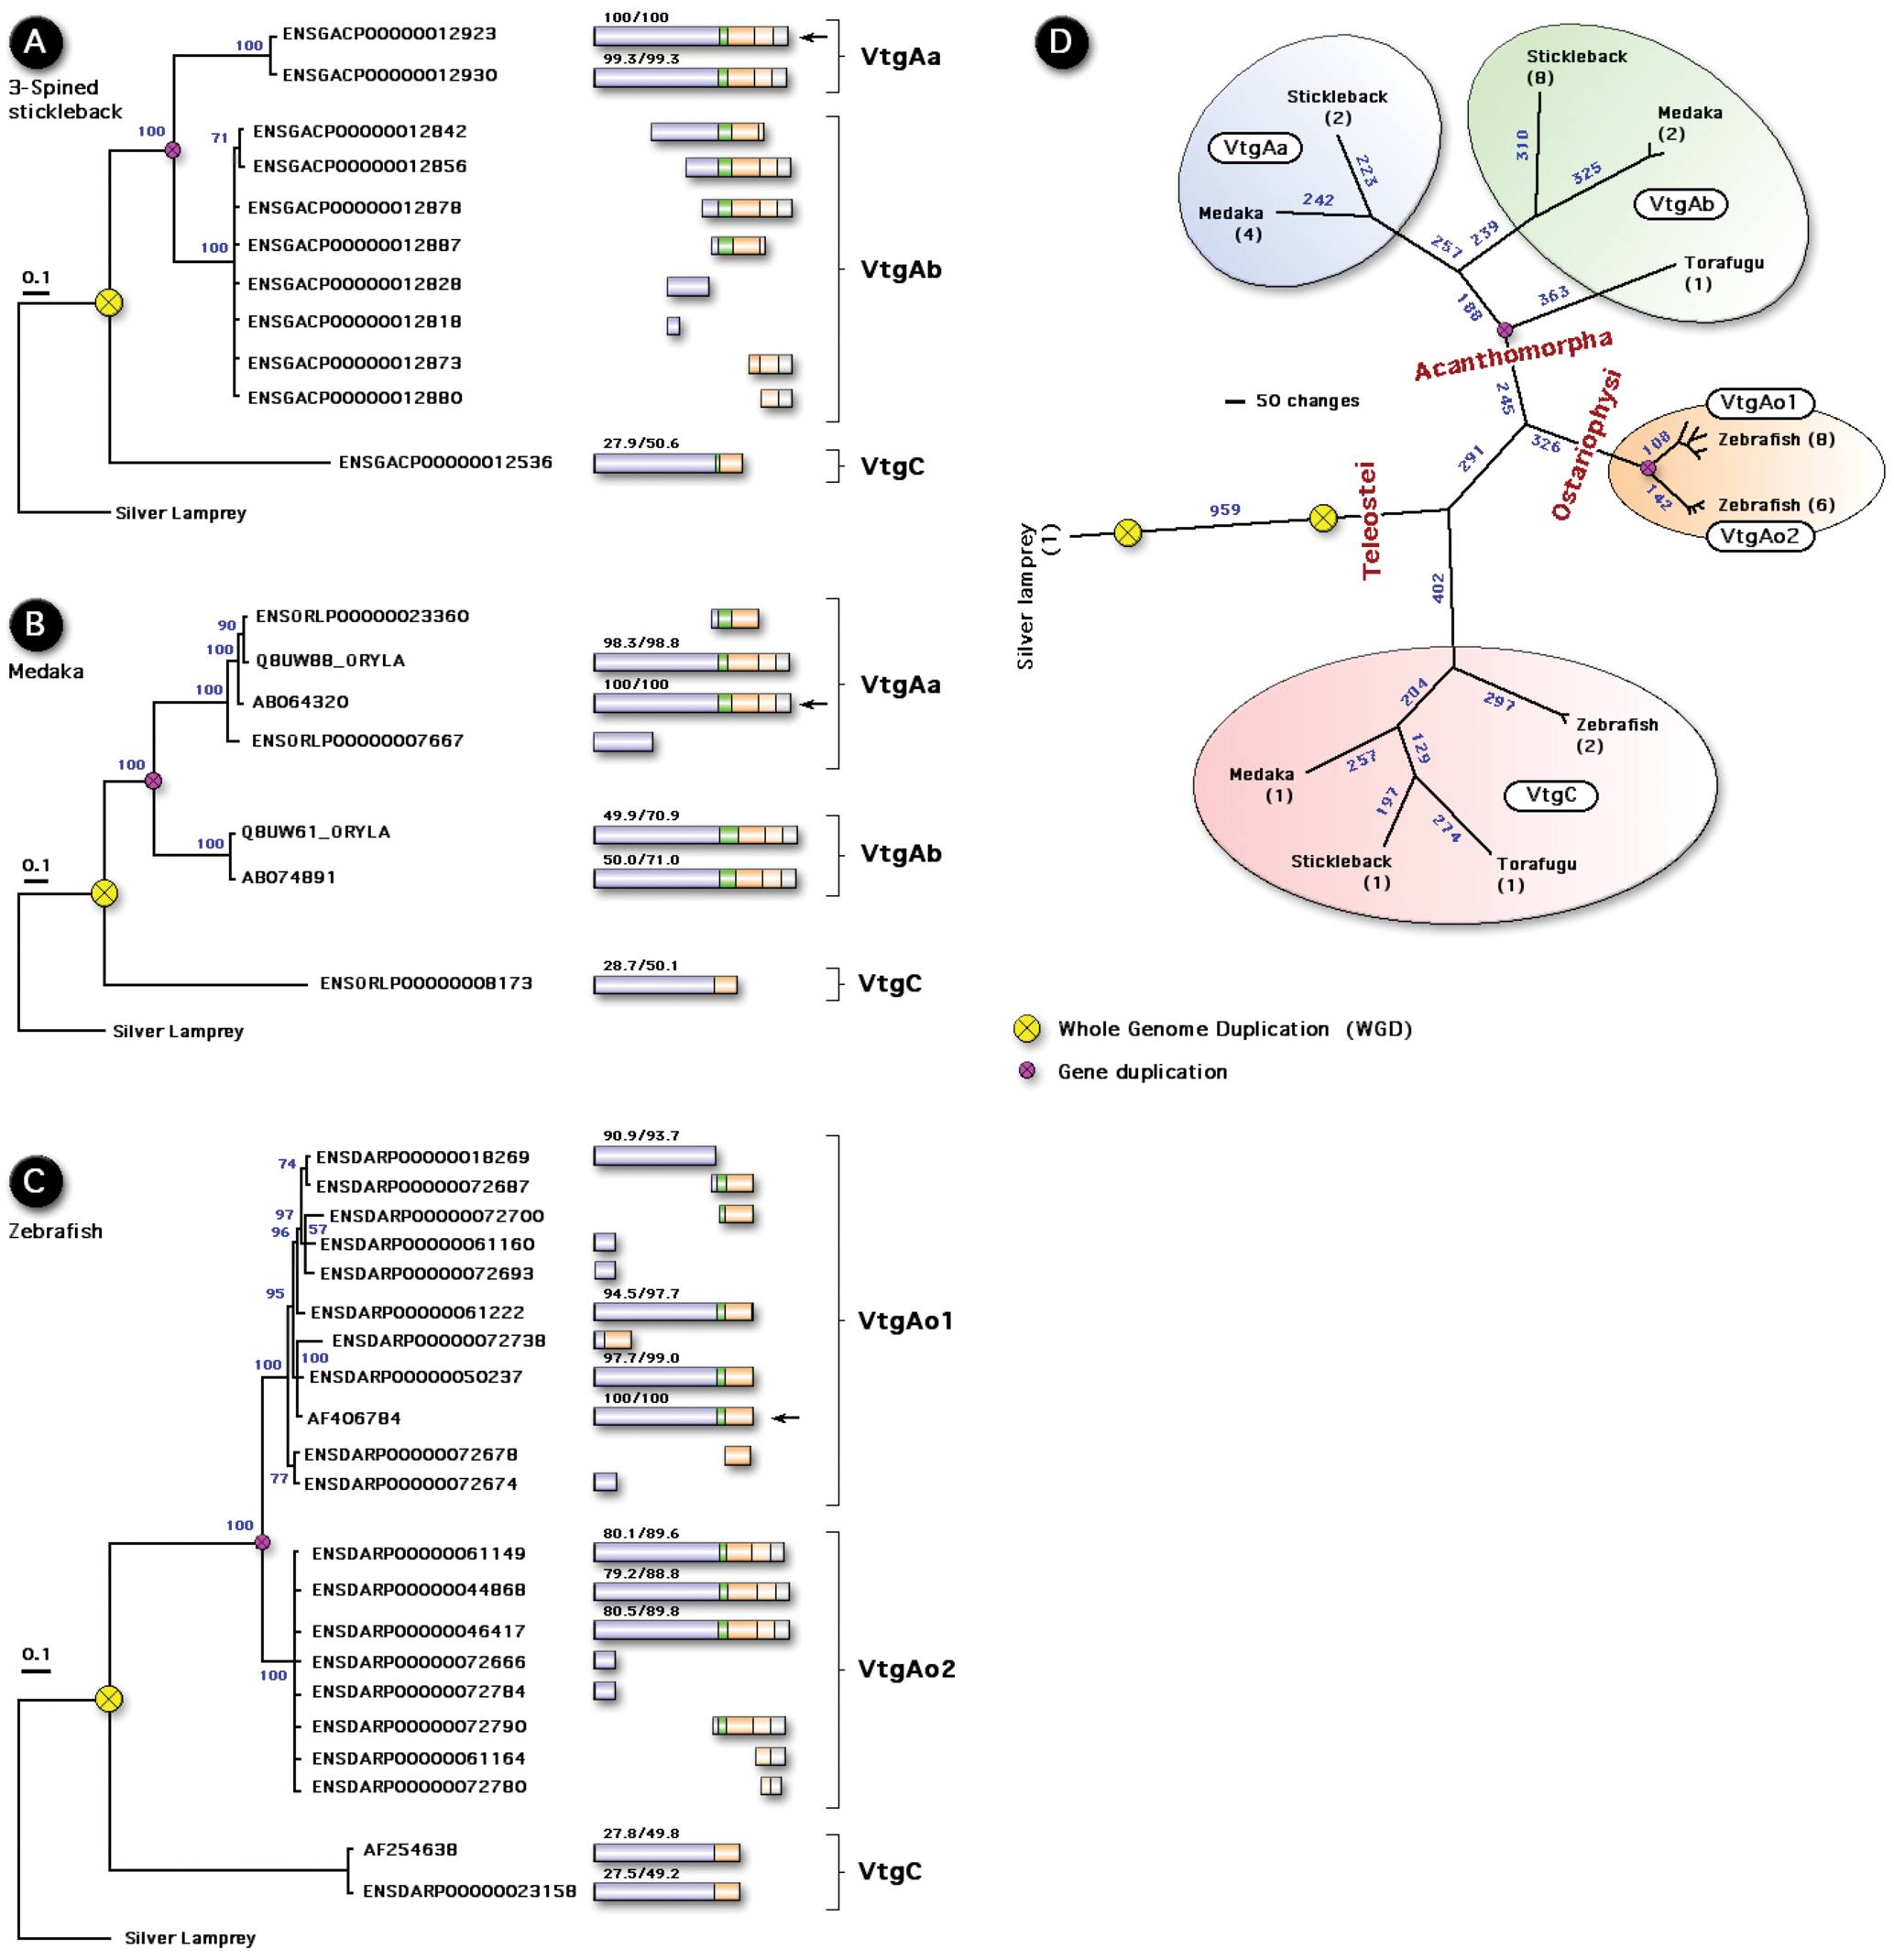 A
3-Spined
stickleback
100
ENSGACP00000012923
100/100
ENSGACP00000012930
99.3/99.3
VtgAa
100
71
ENSGACP00000012842
ENSGACP00000012856
ENSGACP00000012878
100
ENSGACP00000012887
VtgAb
ENSGACP00000012828
0.1
ENSGACP00000012818
ENSGACP00000012873
ENSGACP00000012880
27.9/50.6
ENSGACP00000012536
VtgC
Silver Lamprey
B
Medaka
90
ENSORLP00000023360
100
98.3/98.8
Q8UW88_ORYLA
VtgAa
100
100/100
AB064320
ENSORLP00000007667
100
49.9/70.9
Q8UW61_ORYLA
100
VtgAb
50.0/71.0
AB074891
0.1
28.7/50.1
ENSORLP00000008173
VtgC
Silver Lamprey
C
Zebrafish
90.9/93.7
74
ENSDARP00000018269
ENSDARP00000072687
97
ENSDARP00000072700
96
57
ENSDARP00000061160
ENSDARP00000072693
95
94.5/97.7
ENSDARP00000061222
VtgAo1
ENSDARP00000072738
100
100
97.7/99.0
ENSDARP00000050237
100/100
AF406784
ENSDARP00000072678
77
ENSDARP00000072674
100
80.1/89.6
ENSDARP00000061149
79.2/88.8
ENSDARP00000044868
80.5/89.8
ENSDARP00000046417
0.1
ENSDARP00000072666
100
VtgAo2
ENSDARP00000072784
ENSDARP00000072790
ENSDARP00000061164
ENSDARP00000072780
27.8/49.8
AF254638
VtgC
27.5/49.2
ENSDARP00000023158
Silver Lamprey
D
Stickleback
(2)
VtgAa
223
242
Medaka
(4)
Stickleback
(8)
310
Medaka
(2)
325
VtgAb
257
239
Torafugu
(1)
188
363
Acanthomorpha
50 changes
245
Ostariophysi
VtgAo1
108
Zebrafish (8)
326
142
Zebrafish (6)
VtgAo2
291
Teleostei
959
Silver lamprey
(1)
402
204
297
Zebrafish
(2)
129
257
Medaka
(1)
VtgC
197
274
Stickleback
(1)
Torafugu
(1)
Whole Genome Duplication (WGD)
Gene duplication